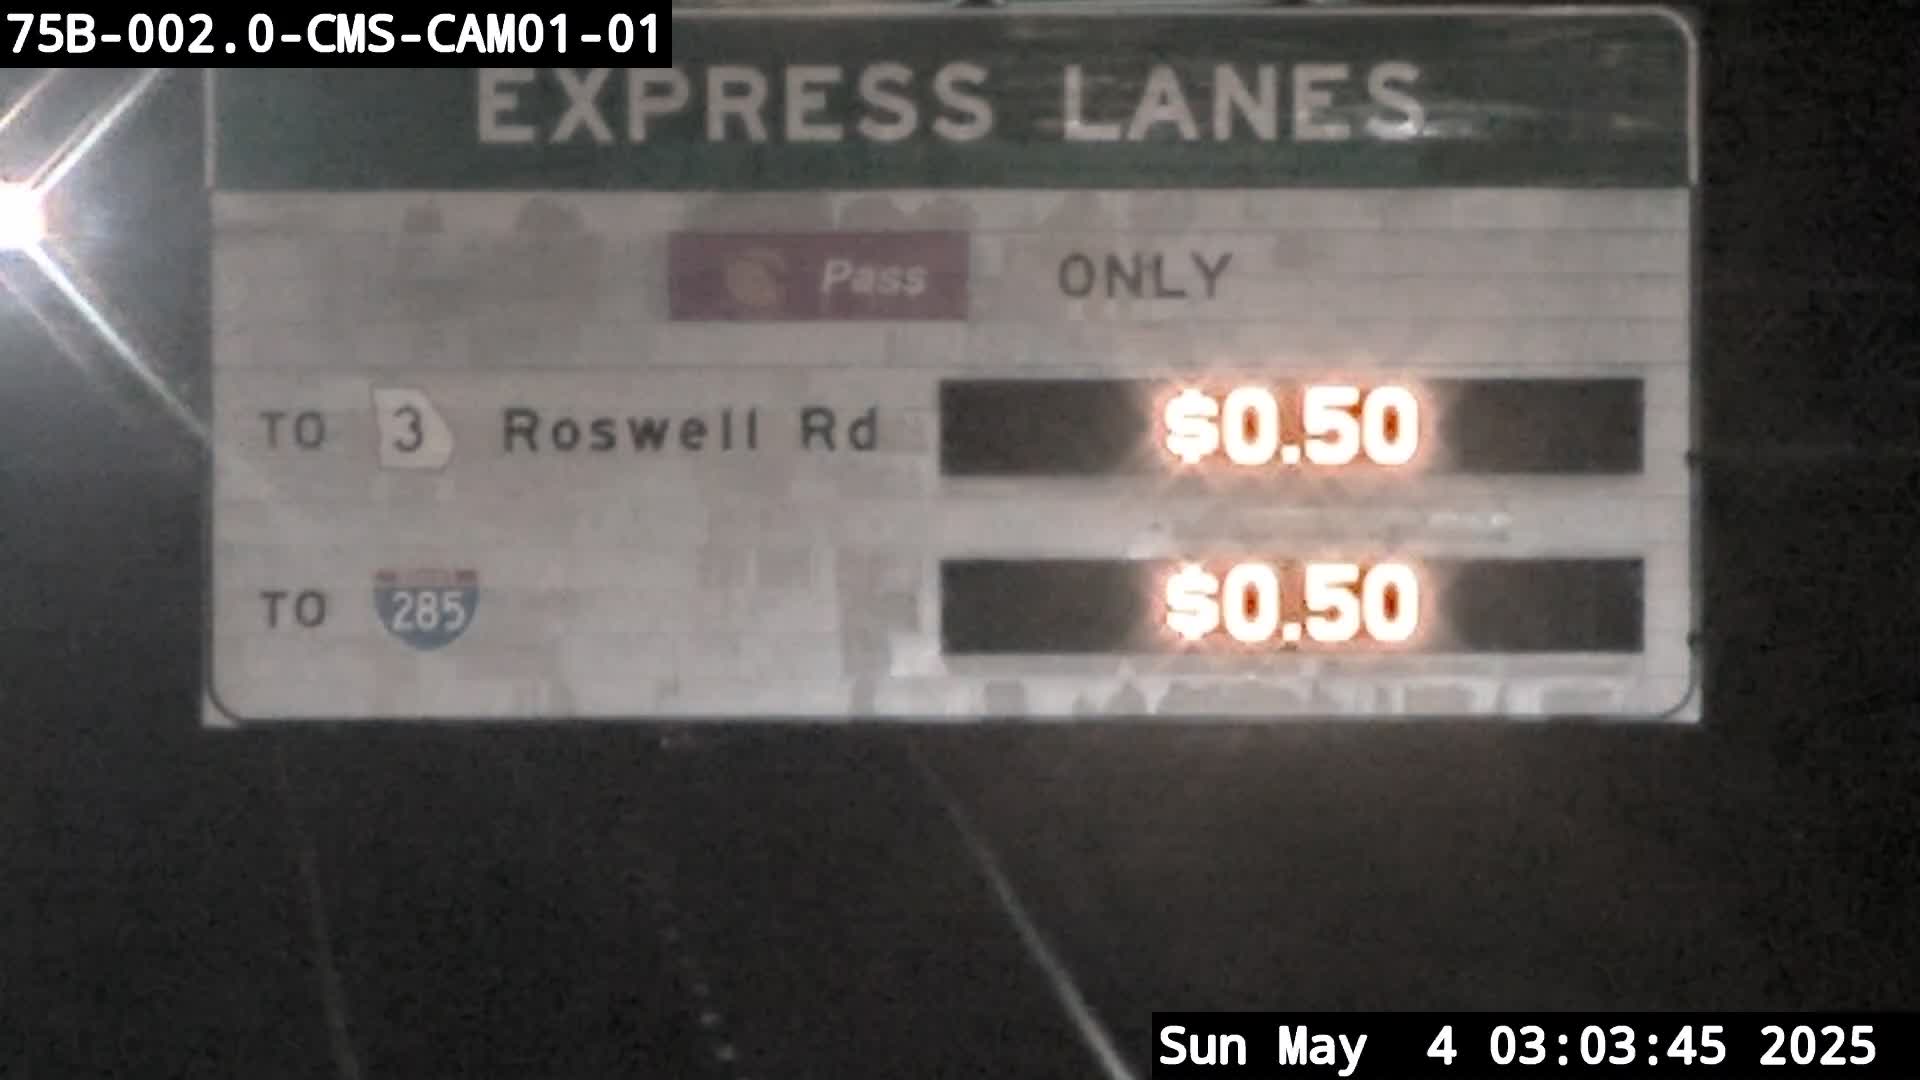 75B-002.0-CMS-CAM01-01
EXPRESS LANES
Pass ONLY
TO 3 Roswell Rd $0.50
TO 285 $0.50
Sun May 4 03:03:45 2025